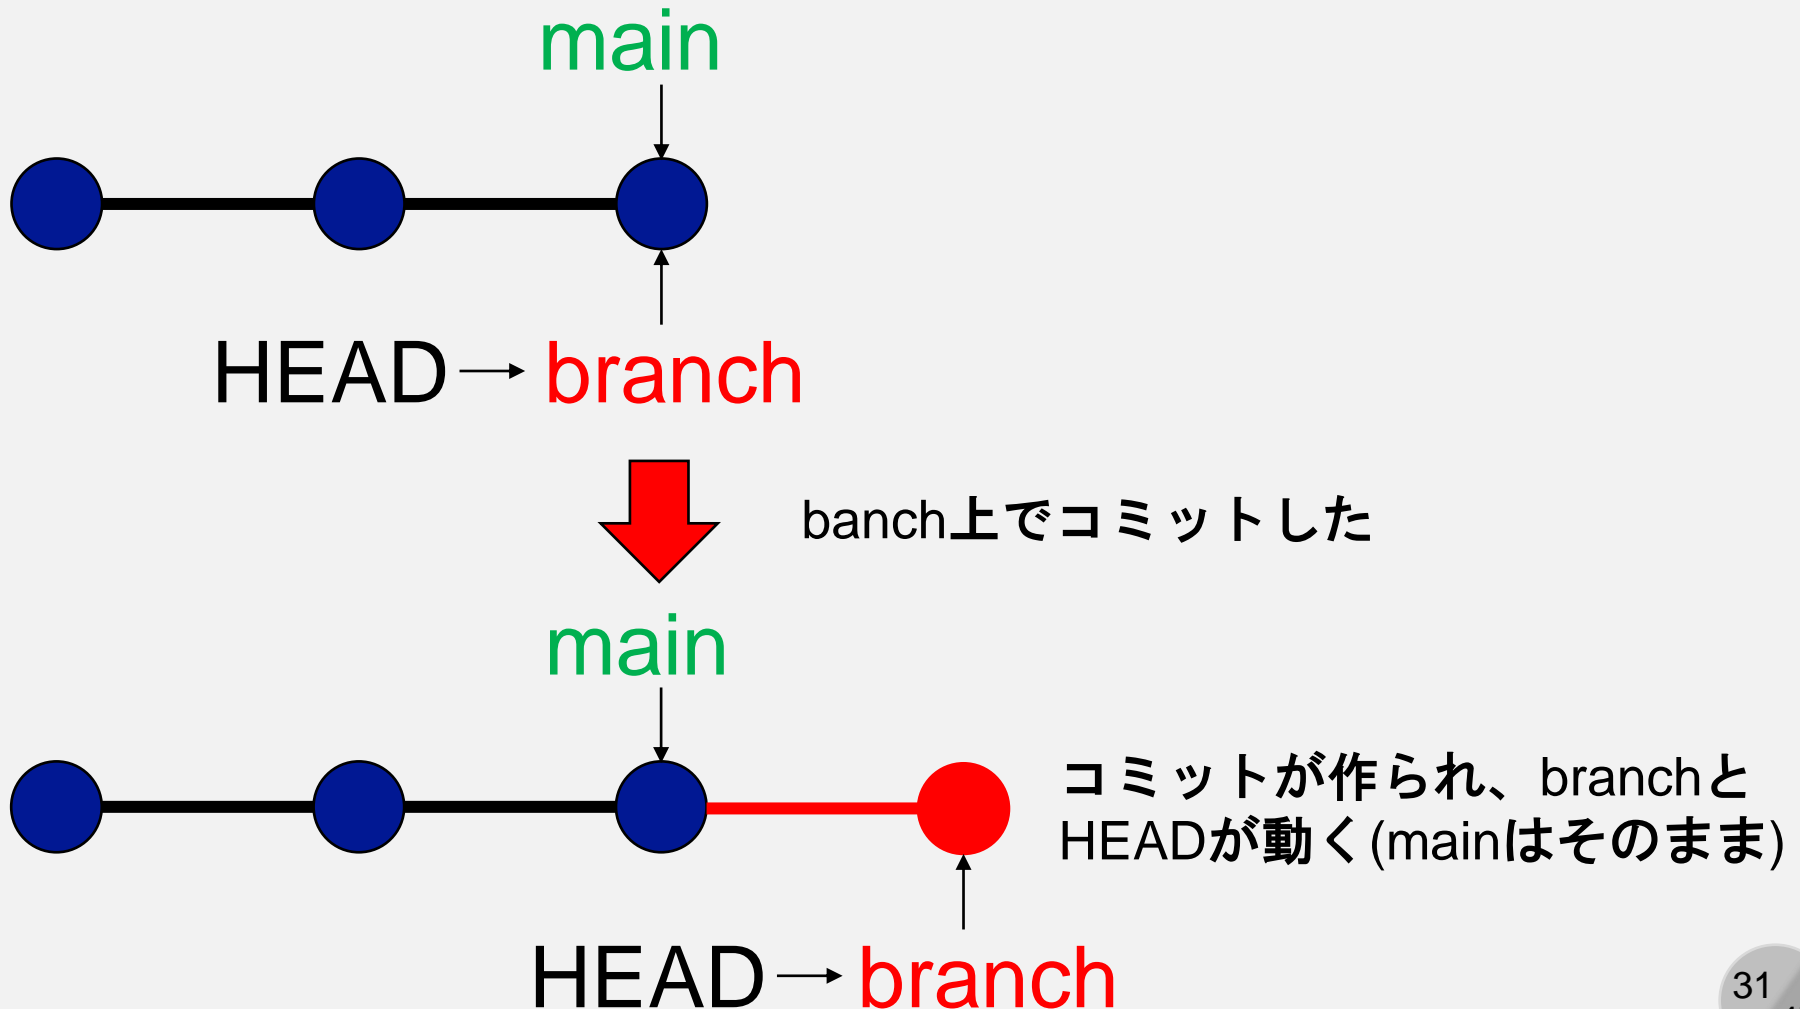 main
HEAD branch
banch上でコミットした
main
コミットが作られ、branchと
HEADが動く(mainはそのまま)
HEAD branch
31